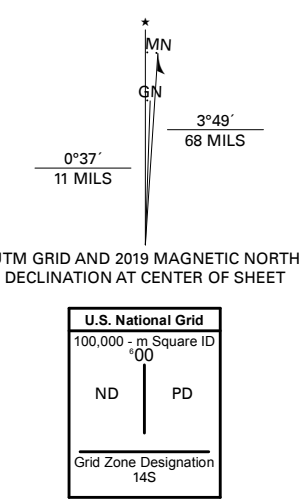 ★
MN
GN
3°49´
68 MILS
0°37´
11 MILS
UTM GRID AND 2019 MAGNETIC NORTH
DECLINATION AT CENTER OF SHEET
U.S. National Grid
100,000 - m Square ID
⁶00
ND PD
Grid Zone Designation
14S